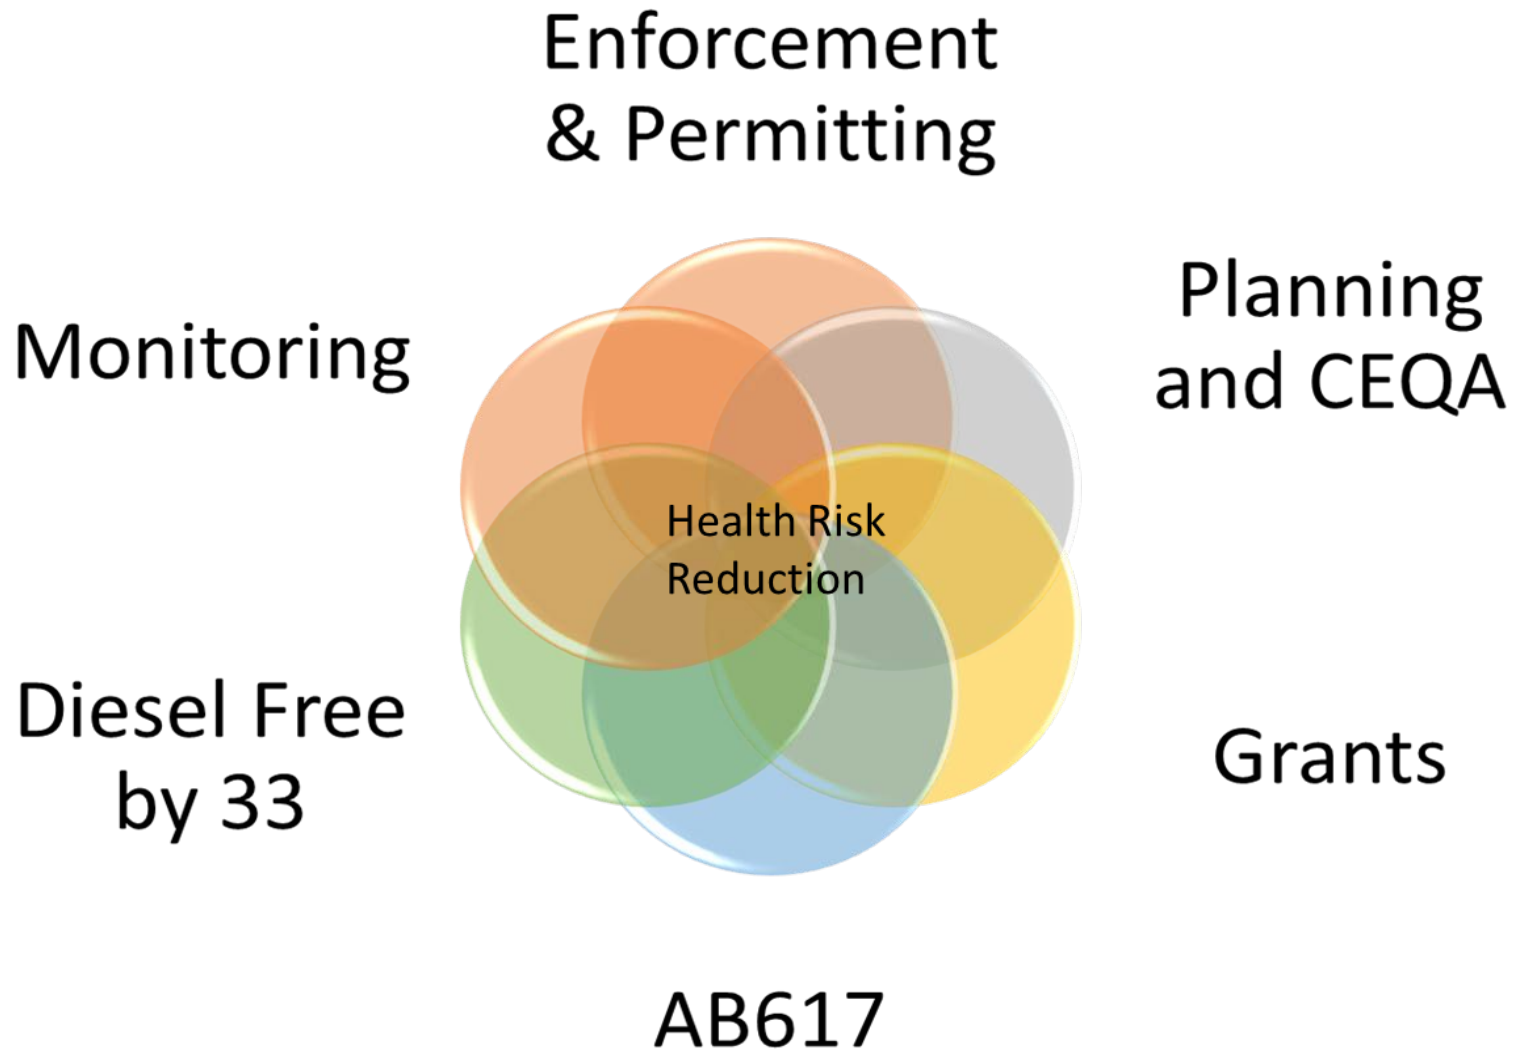 Enforcement
& Permitting
Planning
and CEQA
Monitoring
Health Risk
Reduction
Diesel Free
by 33
Grants
AB617